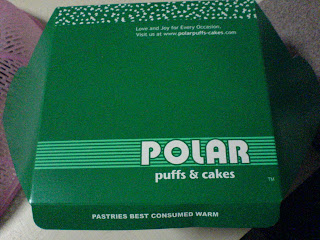 Love and Joy for Every Occasion.
Visit us at www.polarpuffs-cakes.com
POLAR
puffs & cakes
TM
PASTRIES BEST CONSUMED WARM